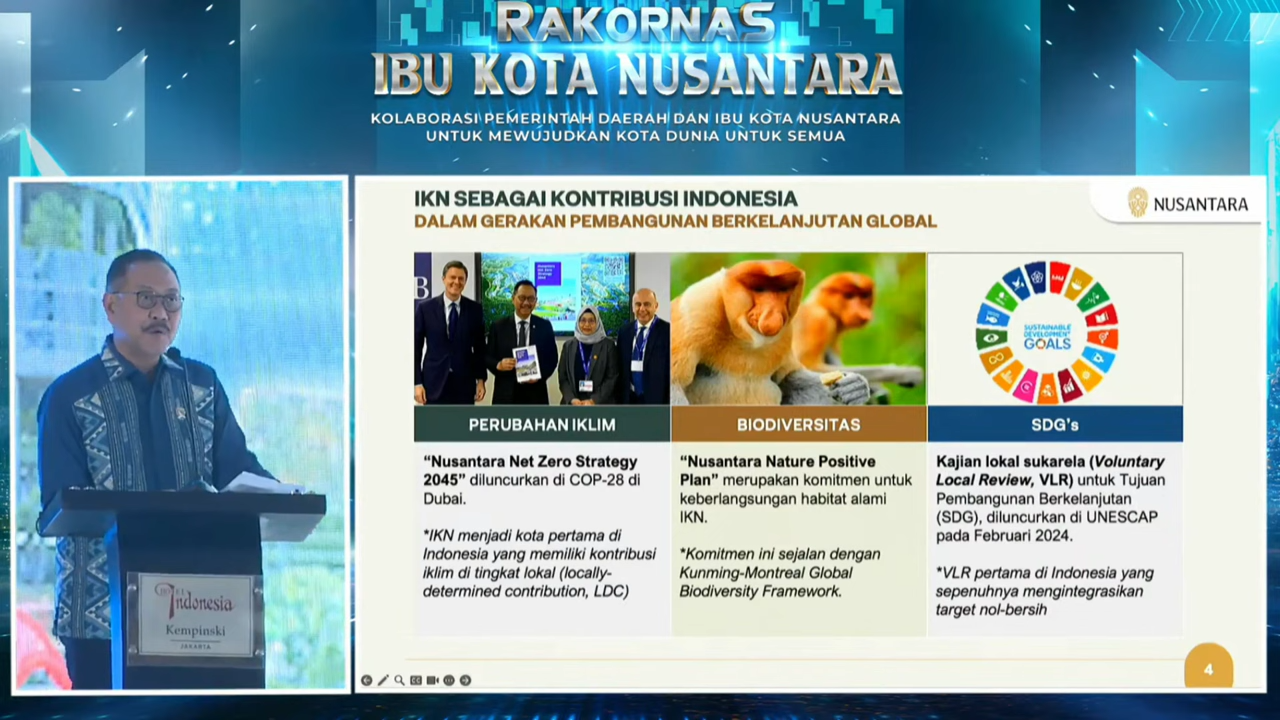 RAKORNAS
IBU KOTA NUSANTARA
KOLABORASI PEMERINTAH DAERAH DAN IBU KOTA NUSANTARA
UNTUK MEWUJUDKAN KOTA DUNIA UNTUK SEMUA
IKN SEBAGAI KONTRIBUSI INDONESIA
DALAM GERAKAN PEMBANGUNAN BERKELANJUTAN GLOBAL
NUSANTARA
SUSTAINABLE
DEVELOPMENT
GOALS
PERUBAHAN IKLIM
“Nusantara Net Zero Strategy
2045” diluncurkan di COP-28 di
Dubai.
*IKN menjadi kota pertama di
Indonesia yang memiliki kontribusi
iklim di tingkat lokal (locally-
determined contribution, LDC)
BIODIVERSITAS
“Nusantara Nature Positive
Plan” merupakan komitmen untuk
keberlangsungan habitat alami
IKN.
*Komitmen ini sejalan dengan
Kunming-Montreal Global
Biodiversity Framework.
SDG’s
Kajian lokal sukarela (Voluntary
Local Review, VLR) untuk Tujuan
Pembangunan Berkelanjutan
(SDG), diluncurkan di UNESCAP
pada Februari 2024.
*VLR pertama di Indonesia yang
sepenuhnya mengintegrasikan
target nol-bersih
4
HOTEL
Indonesia
Kempinski
JAKARTA